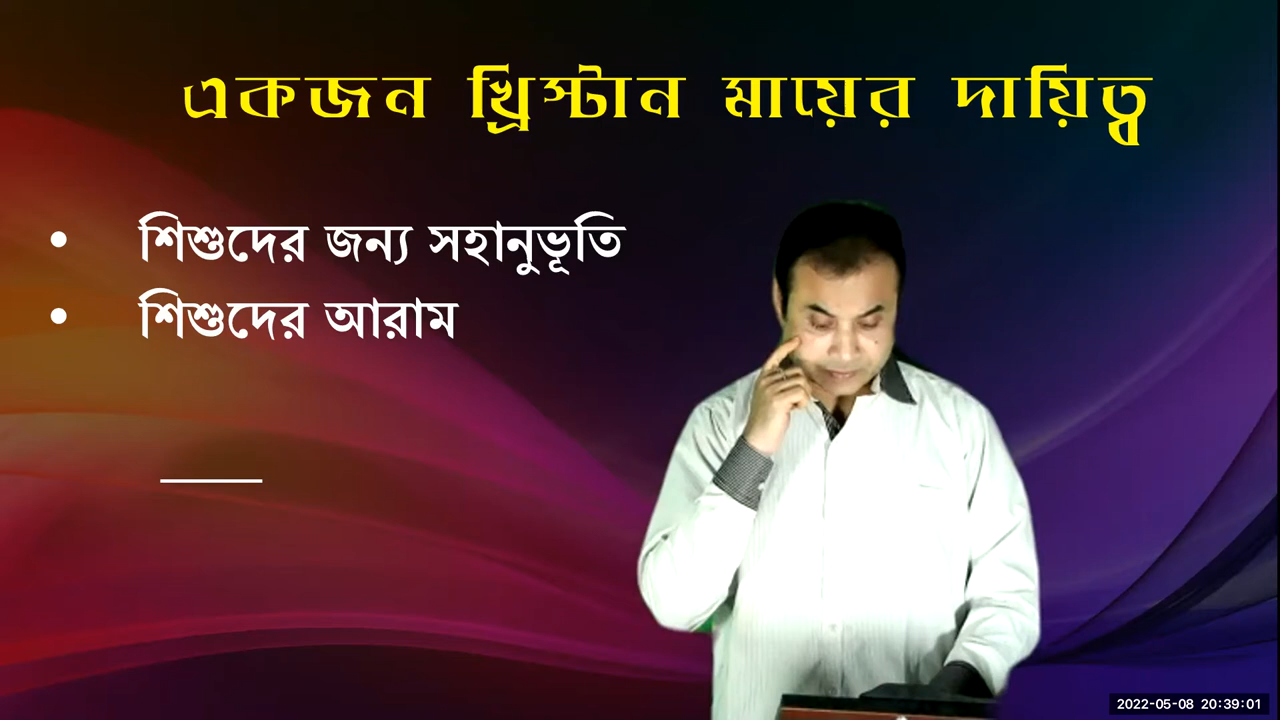 একজন খ্রিস্টান মায়ের দায়িত্ব
• শিশুদের জন্য সহানুভূতি
• শিশুদের আরাম
2022-05-08 20:39:01